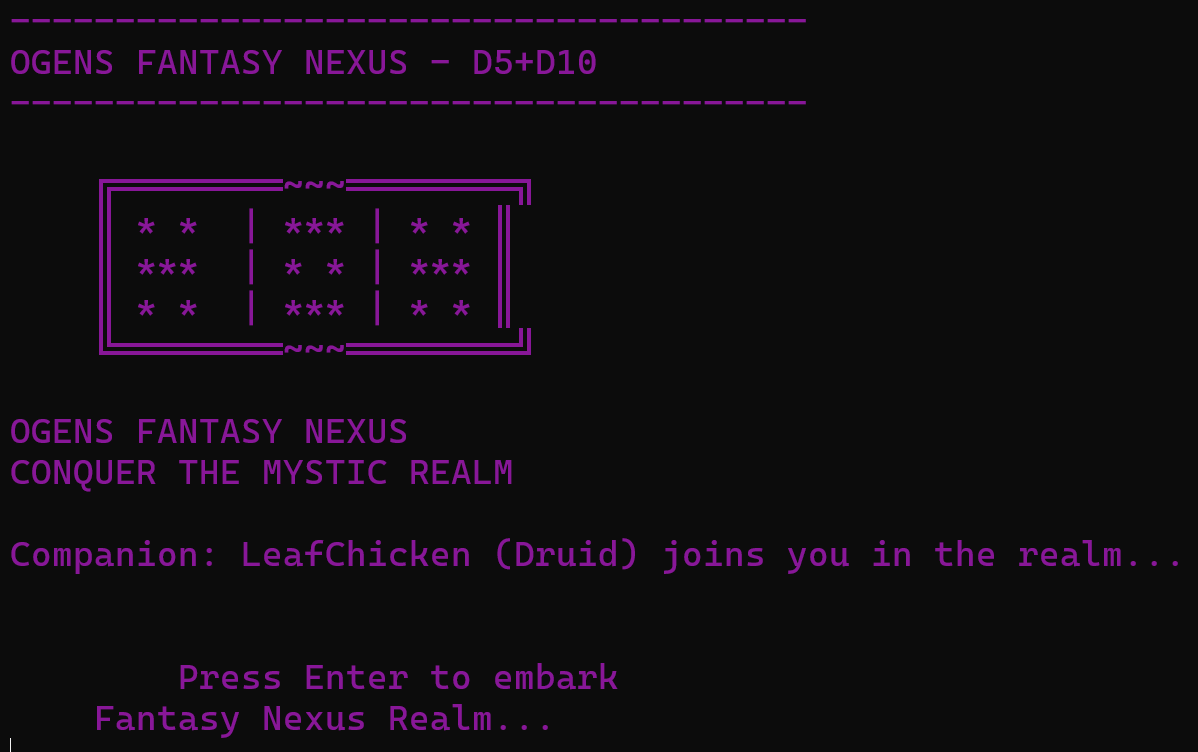 --------------------------------------
OGENS FANTASY NEXUS - D5+D10
--------------------------------------
╔════════~~~════════╗
║ * *  | *** | * * ║
║ ***  | * * | *** ║
║ * *  | *** | * * ║
╚════════~~~════════╝
OGENS FANTASY NEXUS
CONQUER THE MYSTIC REALM
Companion: LeafChicken (Druid) joins you in the realm...
Press Enter to embark
Fantasy Nexus Realm...